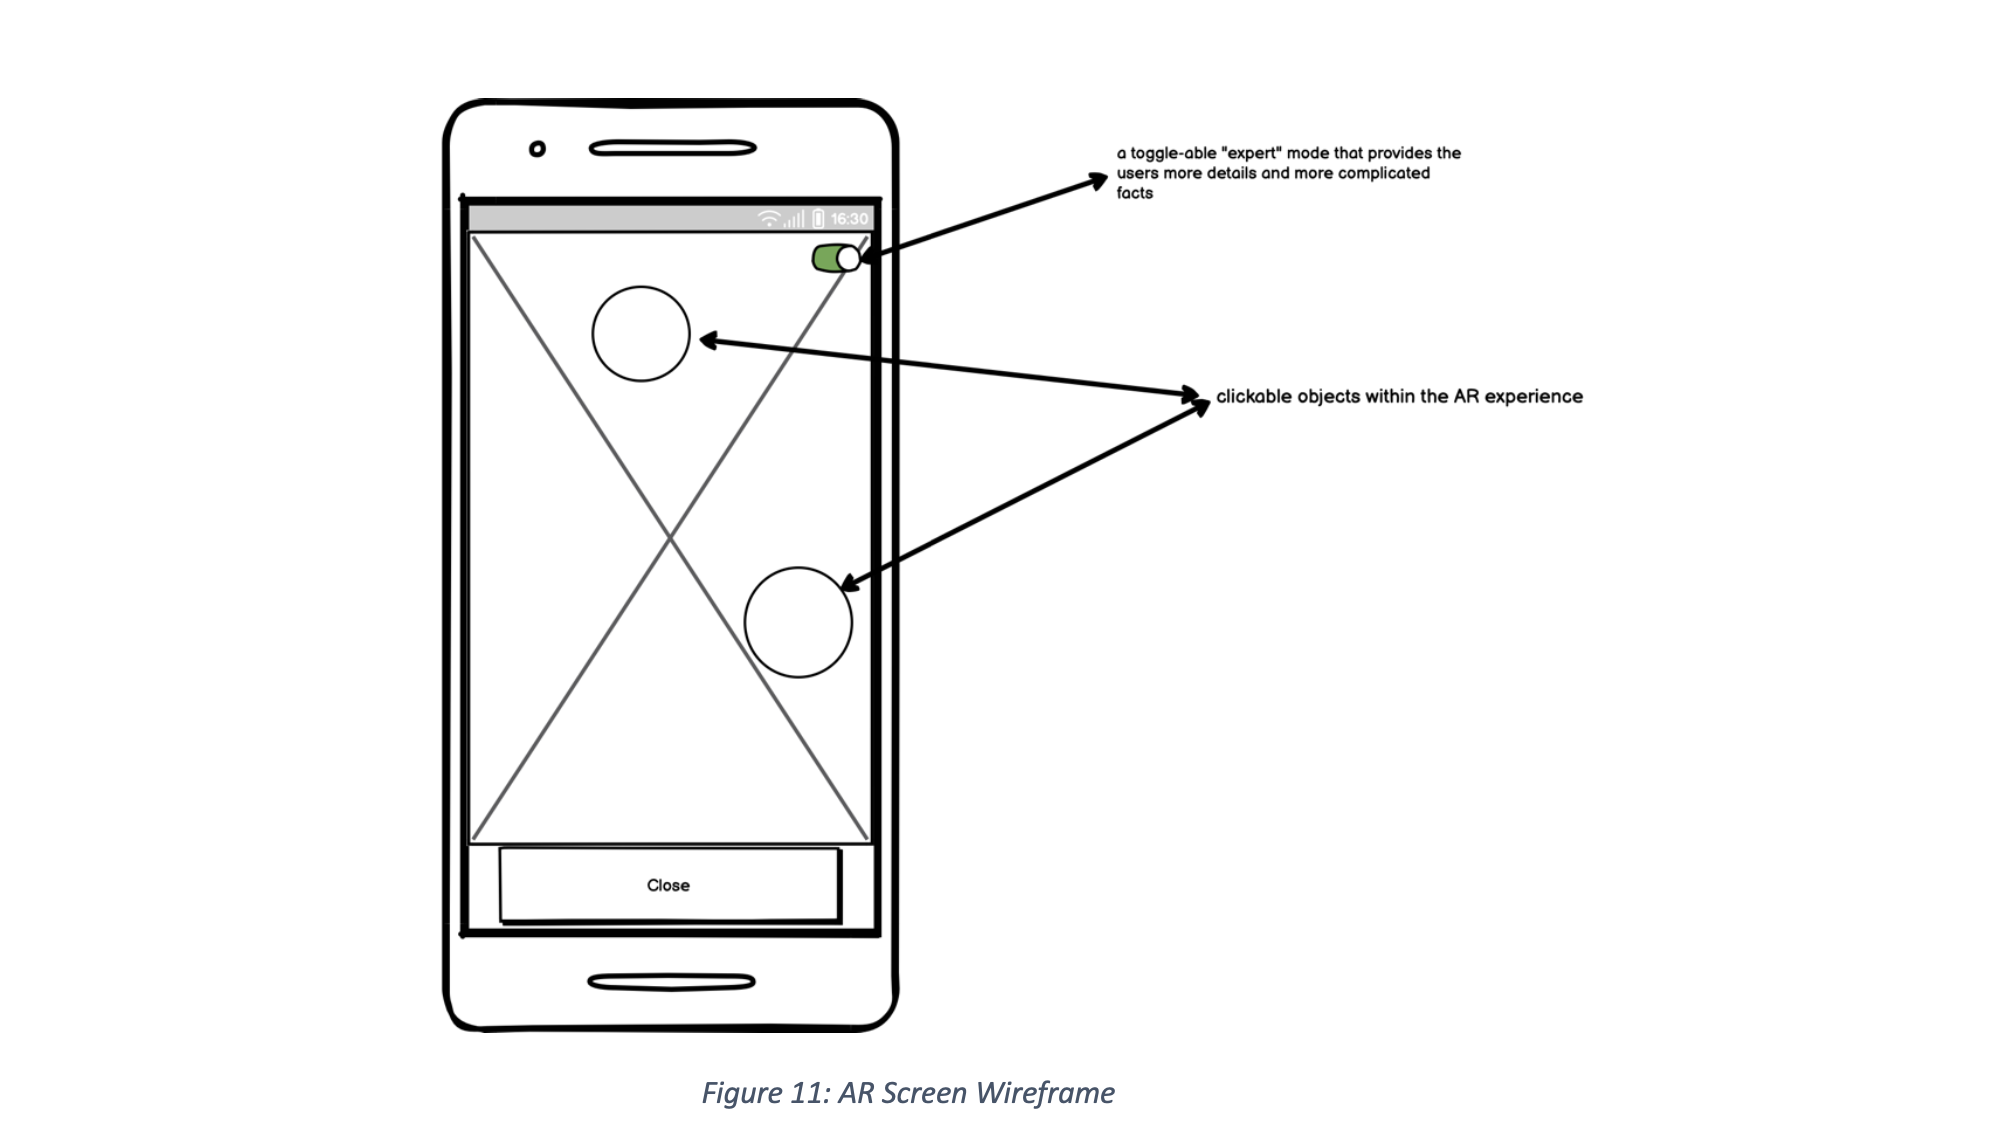 a toggle-able "expert" mode that provides the
users more details and more complicated
facts
16:30
clickable objects within the AR experience
Close
Figure 11: AR Screen Wireframe